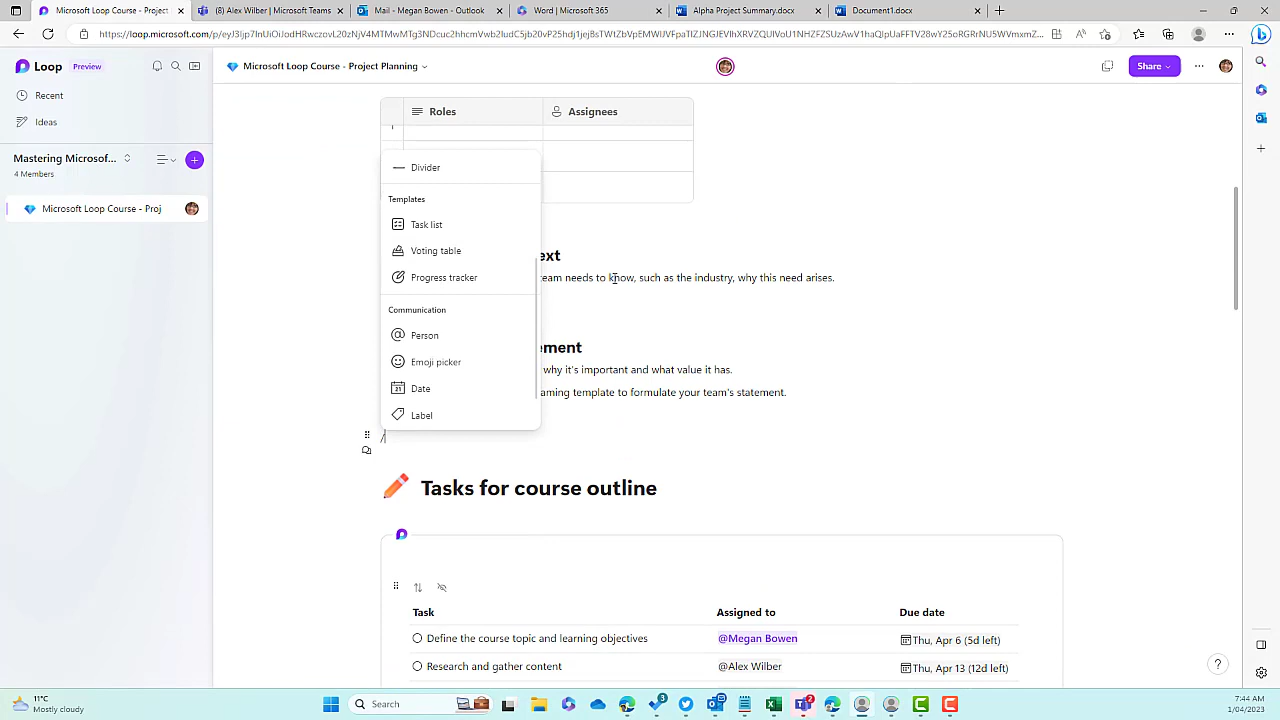 Microsoft Loop Course - Project
(8) Alex Wilber | Microsoft Teams
Mail - Megan Bowen - Outlook
Word | Microsoft 365
Alpha Project Summary.docx
Document1.docx
Loop
Preview
Microsoft Loop Course - Project Planning
Share
Recent
Ideas
Mastering Microsof...
4 Members
Microsoft Loop Course - Proj
Roles
Assignees
Divider
Templates
Task list
Voting table
Progress tracker
Communication
Person
Emoji picker
Date
Label
ext
team needs to know, such as the industry, why this need arises.
ement
why it's important and what value it has.
aming template to formulate your team's statement.
/
Tasks for course outline
Task
Assigned to
Due date
Define the course topic and learning objectives
@Megan Bowen
Thu, Apr 6 (5d left)
Research and gather content
@Alex Wilber
Thu, Apr 13 (12d left)
?
11°C
Mostly cloudy
Search
3
2
7:44 AM
1/04/2023